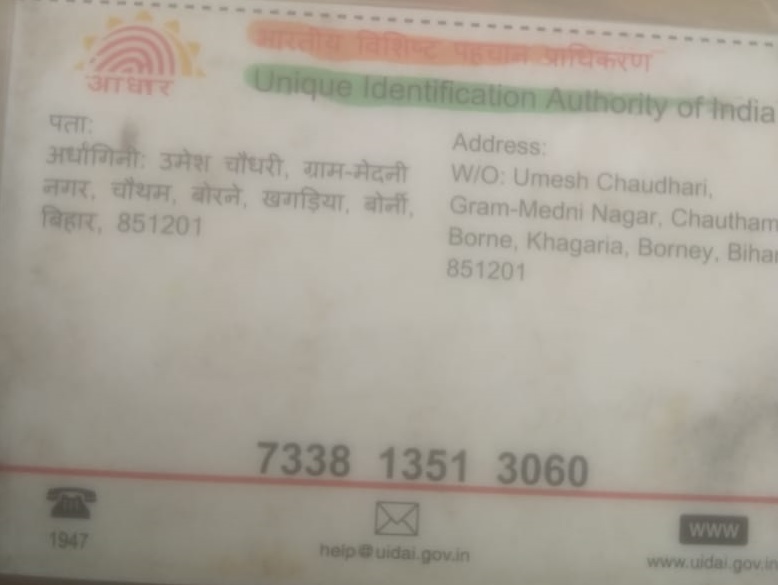 भारतीय विशिष्ट पहचान प्राधिकरण
आधार
Unique Identification Authority of India
पता:
अर्धांगिनी: उमेश चौधरी, ग्राम-मेदनी
नगर, चौथम, बोरने, खगड़िया, बोर्नी,
बिहार, 851201
Address:
W/O: Umesh Chaudhari,
Gram-Medni Nagar, Chautham
Borne, Khagaria, Borney, Bihar
851201
7338 1351 3060
1947
help@uidai.gov.in
www
www.uidai.gov.in